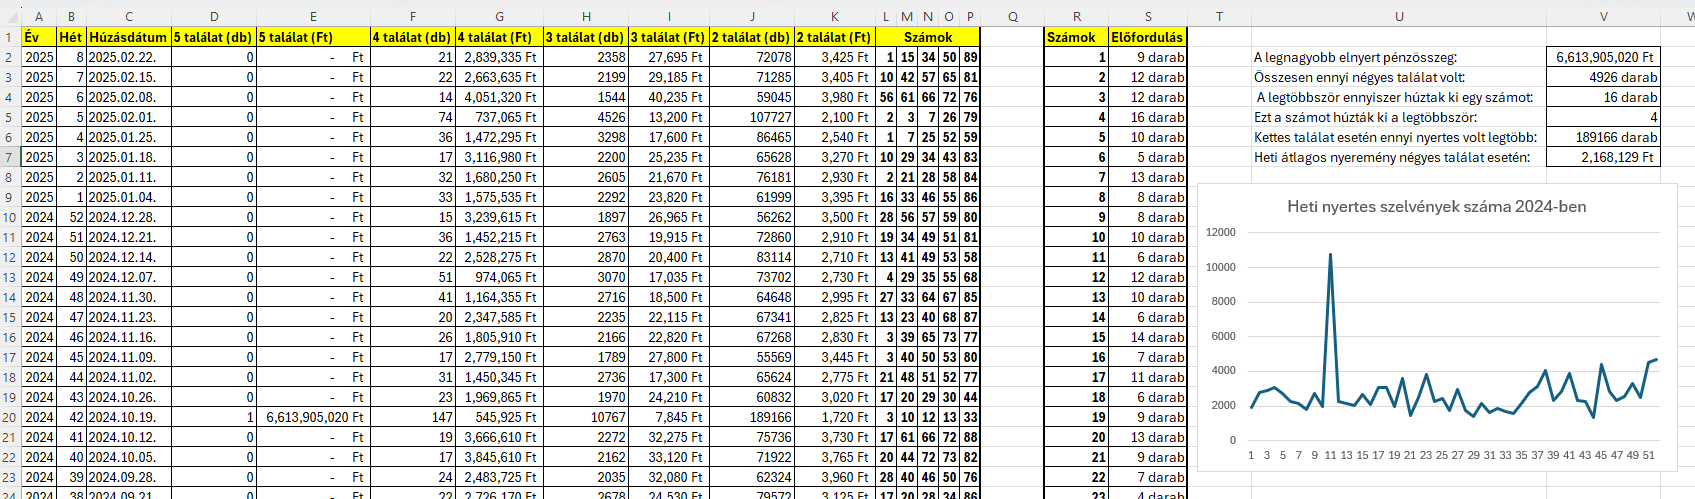 A B C D E F G H I J K L M N O P Q R S T U V W
1 Év Hét Húzásdátum 5 találat (db) 5 találat (Ft) 4 találat (db) 4 találat (Ft) 3 találat (db) 3 találat (Ft) 2 találat (db) 2 találat (Ft) Számok Számok Előfordulás
2 2025 8 2025.02.22. 0 - Ft 21 2,839,335 Ft 2358 27,695 Ft 72078 3,425 Ft 1 15 34 50 89 1 9 darab A legnagyobb elnyert pénzösszeg: 6,613,905,020 Ft
3 2025 7 2025.02.15. 0 - Ft 22 2,663,635 Ft 2199 29,185 Ft 71285 3,405 Ft 10 42 57 65 81 2 12 darab Összesen ennyi négyes találat volt: 4926 darab
4 2025 6 2025.02.08. 0 - Ft 14 4,051,320 Ft 1544 40,235 Ft 59045 3,980 Ft 56 61 66 72 76 3 12 darab A legtöbbször ennyiszer húztak ki egy számot: 16 darab
5 2025 5 2025.02.01. 0 - Ft 74 737,065 Ft 4526 13,200 Ft 107727 2,100 Ft 2 3 7 26 79 4 16 darab Ezt a számot húzták ki a legtöbbször: 4
6 2025 4 2025.01.25. 0 - Ft 36 1,472,295 Ft 3298 17,600 Ft 86465 2,540 Ft 1 7 25 52 59 5 10 darab Kettes találat esetén ennyi nyertes volt legtöbb: 189166 darab
7 2025 3 2025.01.18. 0 - Ft 17 3,116,980 Ft 2200 25,235 Ft 65628 3,270 Ft 10 29 34 43 83 6 5 darab Heti átlagos nyeremény négyes találat esetén: 2,168,129 Ft
8 2025 2 2025.01.11. 0 - Ft 32 1,680,250 Ft 2605 21,670 Ft 76181 2,930 Ft 2 21 28 58 84 7 13 darab
9 2025 1 2025.01.04. 0 - Ft 33 1,575,535 Ft 2292 23,820 Ft 61999 3,395 Ft 16 33 46 55 86 8 8 darab
10 2024 52 2024.12.28. 0 - Ft 15 3,239,615 Ft 1897 26,965 Ft 56262 3,500 Ft 28 56 57 59 80 9 8 darab
11 2024 51 2024.12.21. 0 - Ft 36 1,452,215 Ft 2763 19,915 Ft 72860 2,910 Ft 19 34 49 51 81 10 10 darab
12 2024 50 2024.12.14. 0 - Ft 22 2,528,275 Ft 2870 20,400 Ft 83114 2,710 Ft 13 41 49 53 58 11 6 darab
13 2024 49 2024.12.07. 0 - Ft 51 974,065 Ft 3070 17,035 Ft 73702 2,730 Ft 4 29 35 55 68 12 12 darab
14 2024 48 2024.11.30. 0 - Ft 41 1,164,355 Ft 2716 18,500 Ft 64648 2,995 Ft 27 33 64 67 85 13 10 darab
15 2024 47 2024.11.23. 0 - Ft 20 2,347,585 Ft 2235 22,115 Ft 67341 2,825 Ft 13 23 40 68 87 14 6 darab
16 2024 46 2024.11.16. 0 - Ft 26 1,805,910 Ft 2166 22,820 Ft 67268 2,830 Ft 3 39 65 73 77 15 14 darab
17 2024 45 2024.11.09. 0 - Ft 17 2,779,150 Ft 1789 27,800 Ft 55569 3,445 Ft 3 40 50 53 80 16 7 darab
18 2024 44 2024.11.02. 0 - Ft 31 1,450,345 Ft 2736 17,300 Ft 65624 2,775 Ft 21 48 51 52 77 17 11 darab
19 2024 43 2024.10.26. 0 - Ft 23 1,969,865 Ft 1970 24,210 Ft 60832 3,020 Ft 17 20 29 30 44 18 6 darab
20 2024 42 2024.10.19. 1 6,613,905,020 Ft 147 545,925 Ft 10767 7,845 Ft 189166 1,720 Ft 3 10 12 13 33 19 9 darab
21 2024 41 2024.10.12. 0 - Ft 19 3,666,610 Ft 2272 32,275 Ft 75736 3,730 Ft 17 61 66 72 88 20 13 darab
22 2024 40 2024.10.05. 0 - Ft 17 3,845,610 Ft 2162 33,120 Ft 71922 3,765 Ft 20 44 72 73 82 21 9 darab
23 2024 39 2024.09.28. 0 - Ft 24 2,483,725 Ft 2035 32,080 Ft 62324 3,960 Ft 28 40 46 50 76 22 7 darab
24 2024 38 2024.09.21. 0 - Ft 22 2,726,170 Ft 2678 24,530 Ft 79572 3,125 Ft 17 20 28 34 86 23 4 darab
Heti nyertes szelvények száma 2024-ben
12000
10000
8000
6000
4000
2000
0
1 3 5 7 9 11 13 15 17 19 21 23 25 27 29 31 33 35 37 39 41 43 45 47 49 51